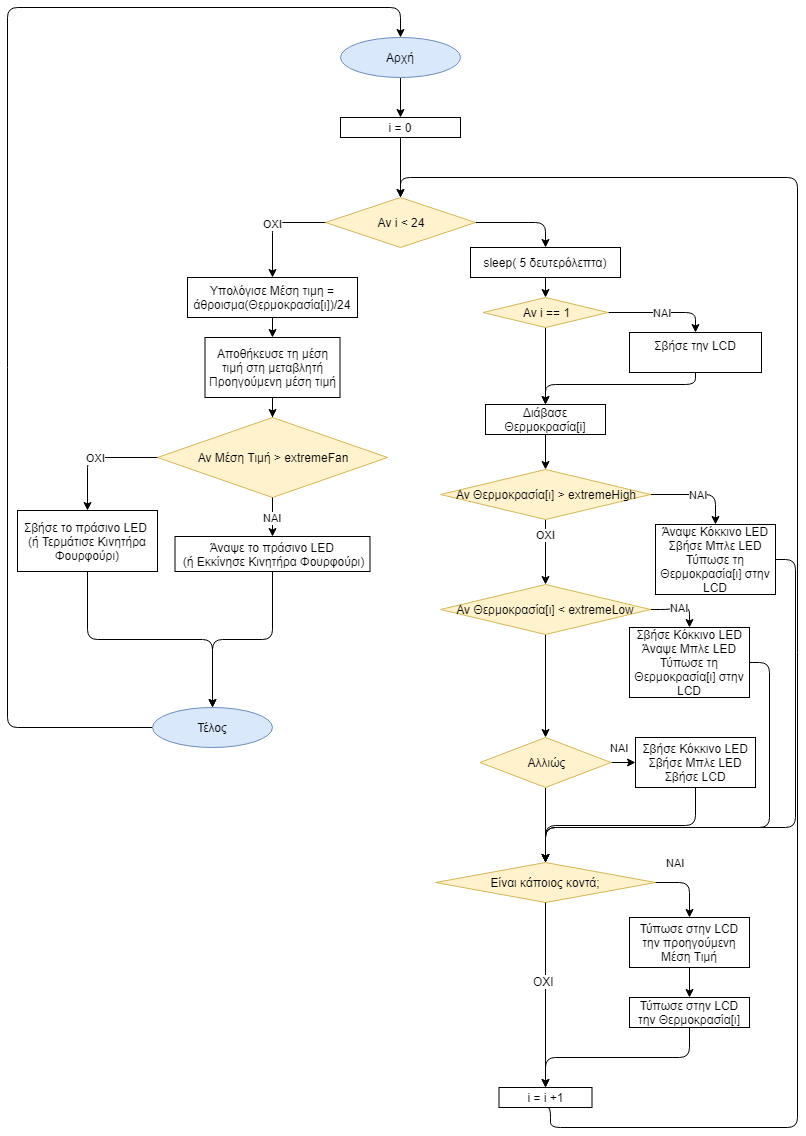 Αρχή
i = 0
Αν i < 24
ΟΧΙ
Υπολόγισε Μέση τιμη =
άθροισμα(Θερμοκρασία[i])/24
Αποθήκευσε τη μέση
τιμή στη μεταβλητή
Προηγούμενη μέση τιμή
Αν Μέση Τιμή > extremeFan
ΟΧΙ
Σβήσε το πράσινο LED
(ή Τερμάτισε Κινητήρα
Φουρφούρι)
ΝΑΙ
Άναψε το πράσινο LED
(ή Εκκίνησε Κινητήρα Φουρφούρι)
Τέλος
sleep( 5 δευτερόλεπτα)
Αν i == 1
ΝΑΙ
Σβήσε την LCD
Διάβασε
Θερμοκρασία[i]
Αν Θερμοκρασία[ι] > extremeHigh
ΝΑΙ
Άναψε Κόκκινο LED
Σβήσε Μπλε LED
Τύπωσε τη
Θερμοκρασία[ι] στην
LCD
ΟΧΙ
Αν Θερμοκρασία[ι] < extremeLow
ΝΑΙ
Σβήσε Κόκκινο LED
Άναψε Μπλε LED
Τύπωσε τη
Θερμοκρασία[ι] στην
LCD
Αλλιώς
ΝΑΙ
Σβήσε Κόκκινο LED
Σβήσε Μπλε LED
Σβήσε LCD
Είναι κάποιος κοντά;
ΝΑΙ
Τύπωσε στην LCD
την προηγούμενη
Μέση Τιμή
Τύπωσε στην LCD
την Θερμοκρασία[ι]
ΟΧΙ
i = i +1